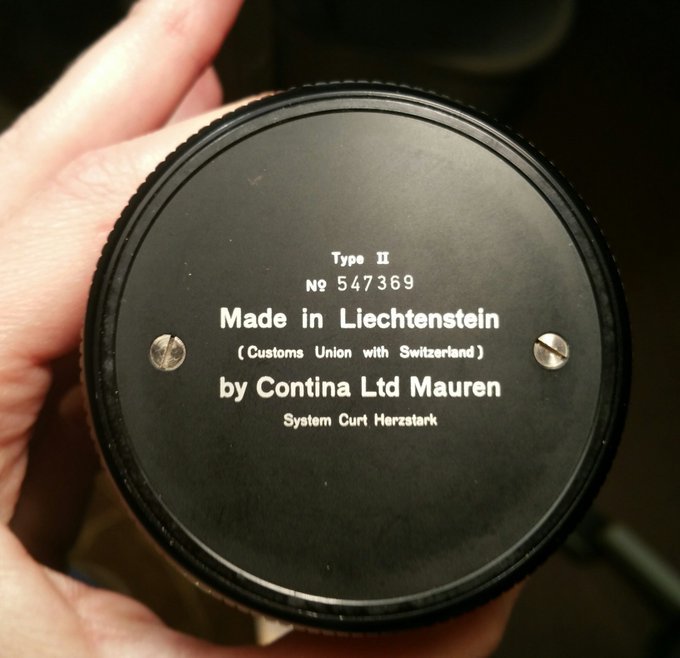 Type II
Nº 547369
Made in Liechtenstein
(Customs Union with Switzerland)
by Contina Ltd Mauren
System Curt Herzstark